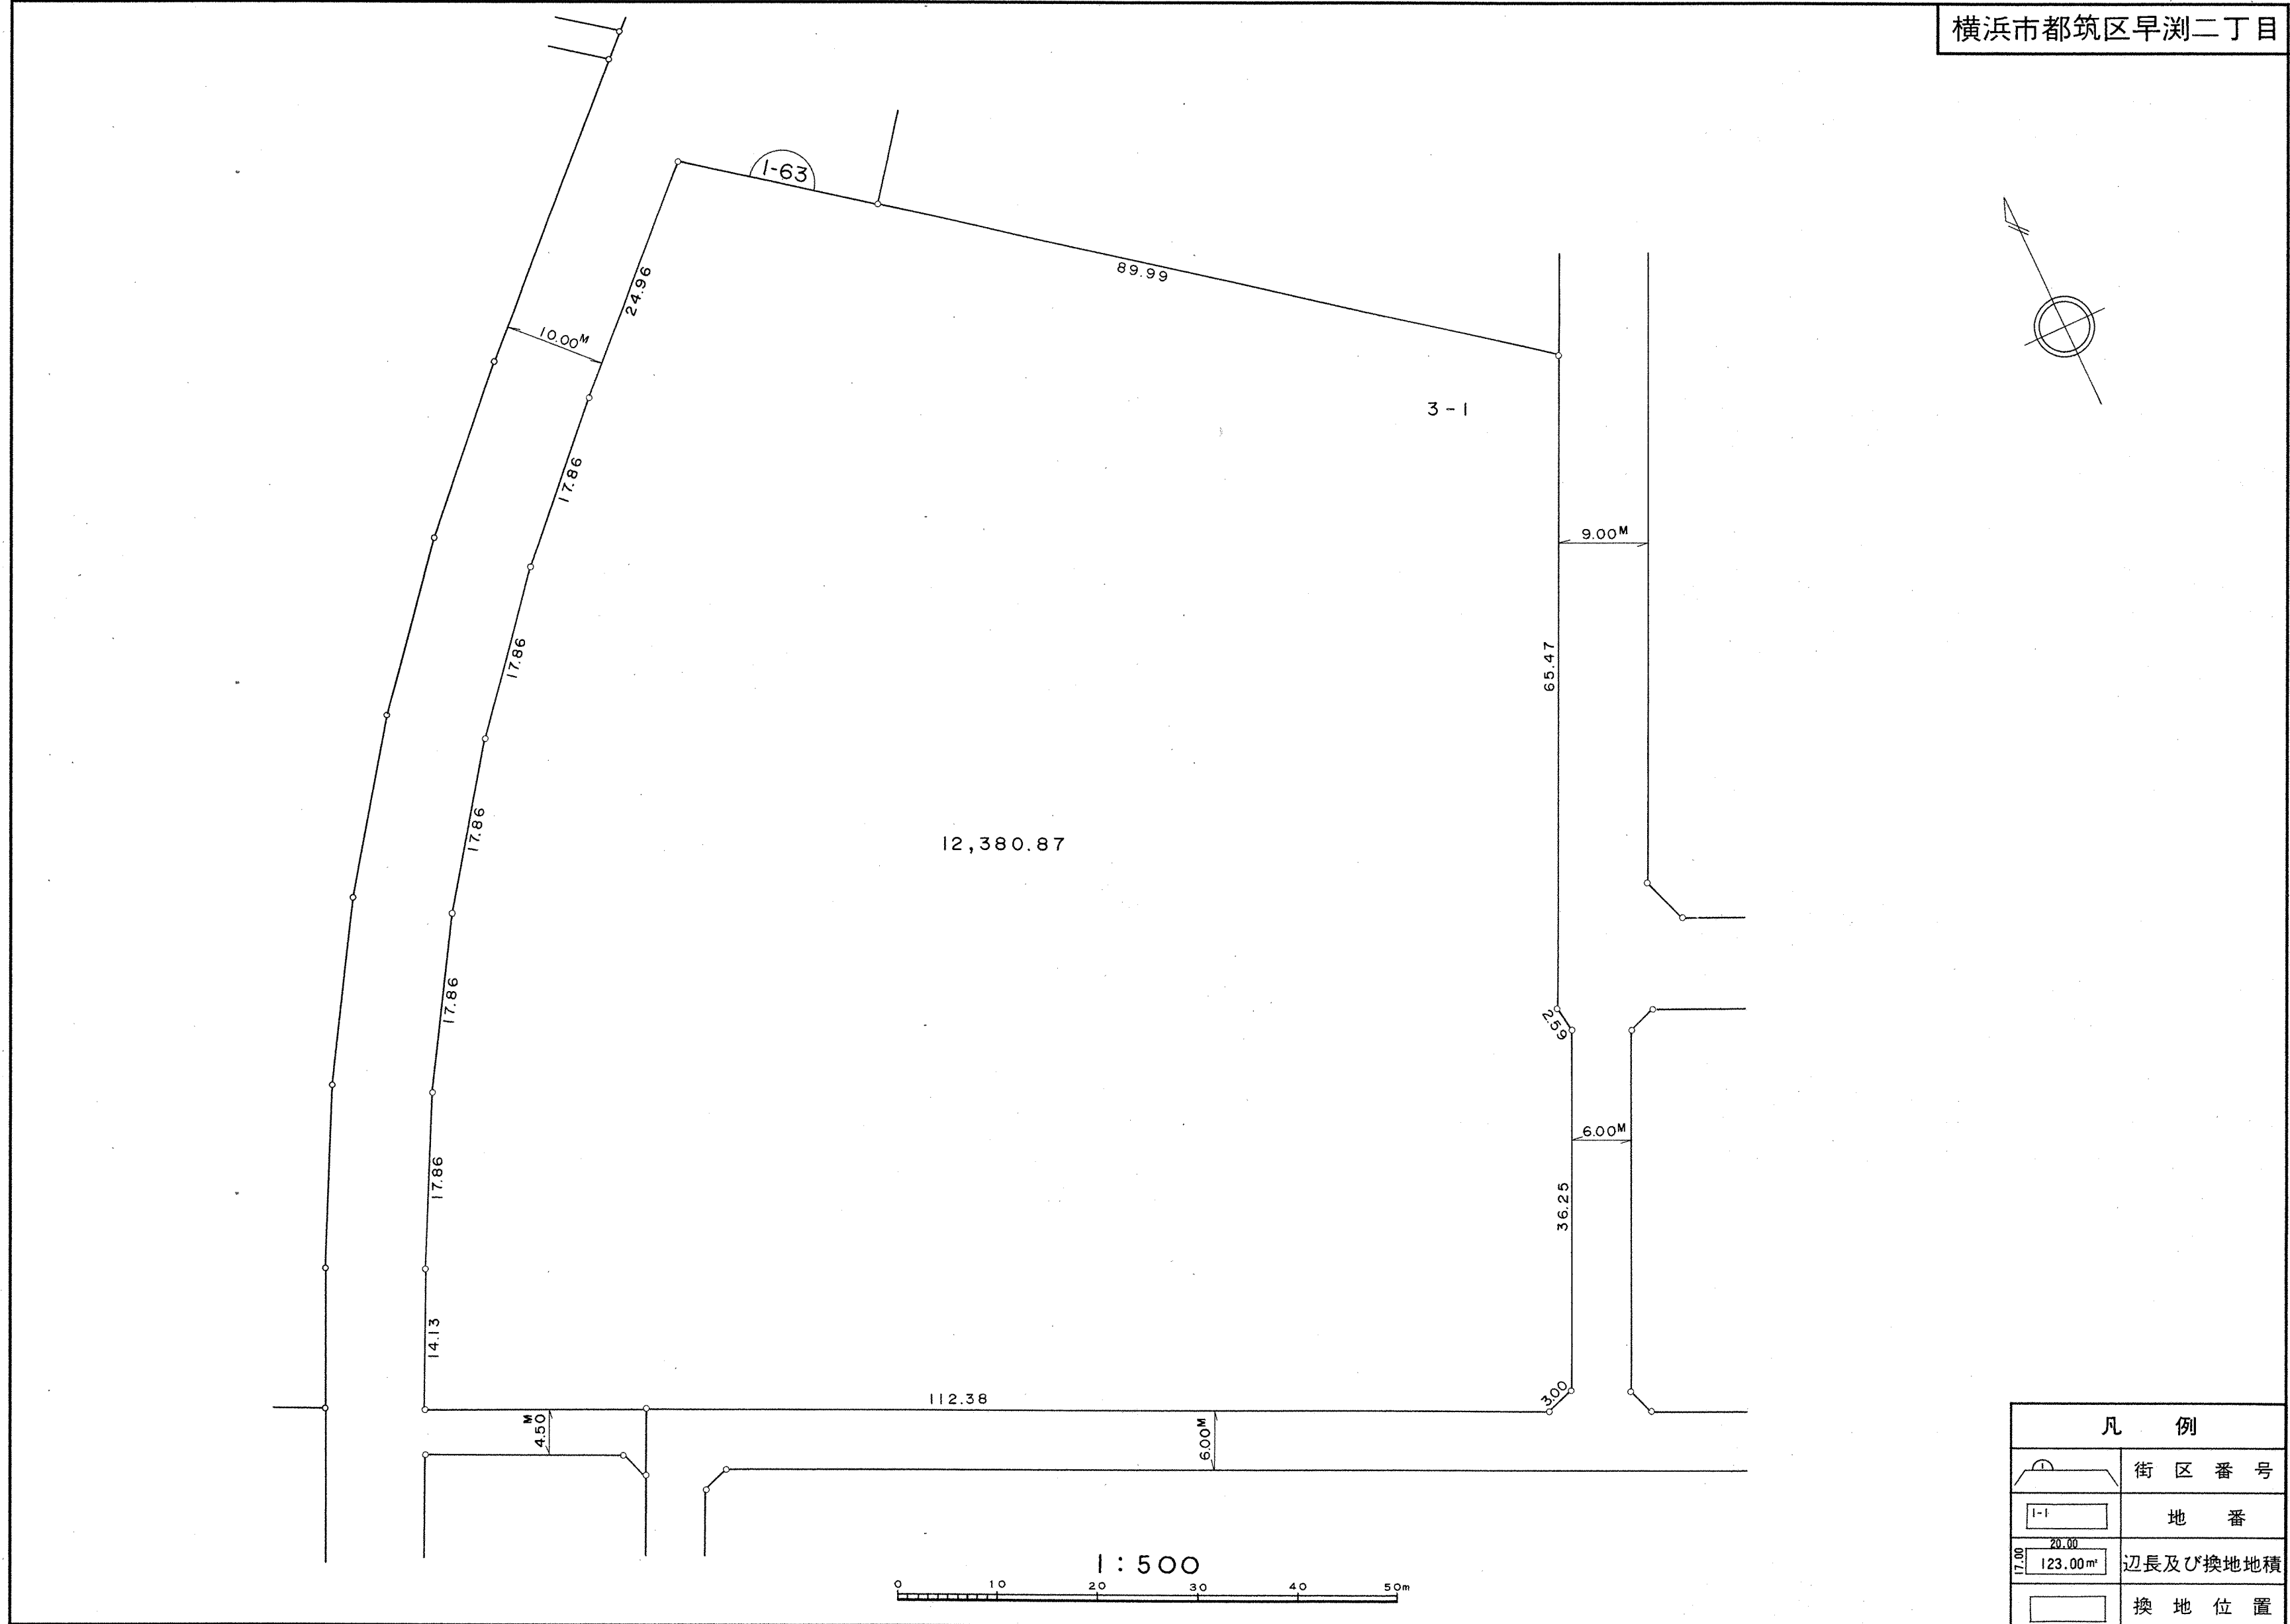 横浜市都筑区早渕二丁目
1-63
89.99
24.96
10.00M
3-1
17.86
9.00M
17.86
65.47
17.86
12,380.87
17.86
2.59
6.00M
17.86
36.25
14.13
112.38
3.00
4.50M
6.00M
1:500
0 10 20 30 40 50m
凡 例
1 街区番号
1-1 地番
20.00
17.00 123.00㎡ 辺長及び換地地積
換地位置